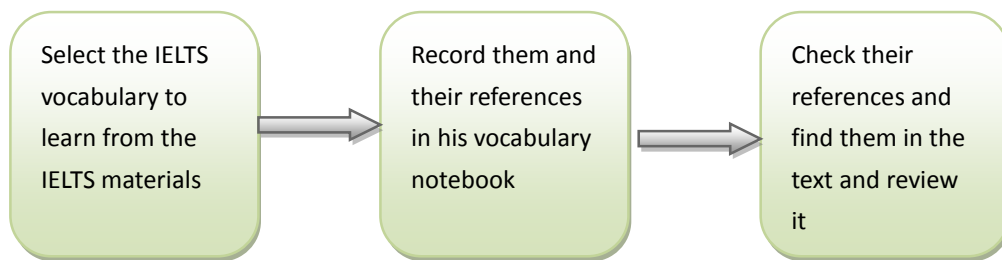 Select the IELTS
vocabulary to
learn from the
IELTS materials
Record them and
their references
in his vocabulary
notebook
Check their
references and
find them in the
text and review
it